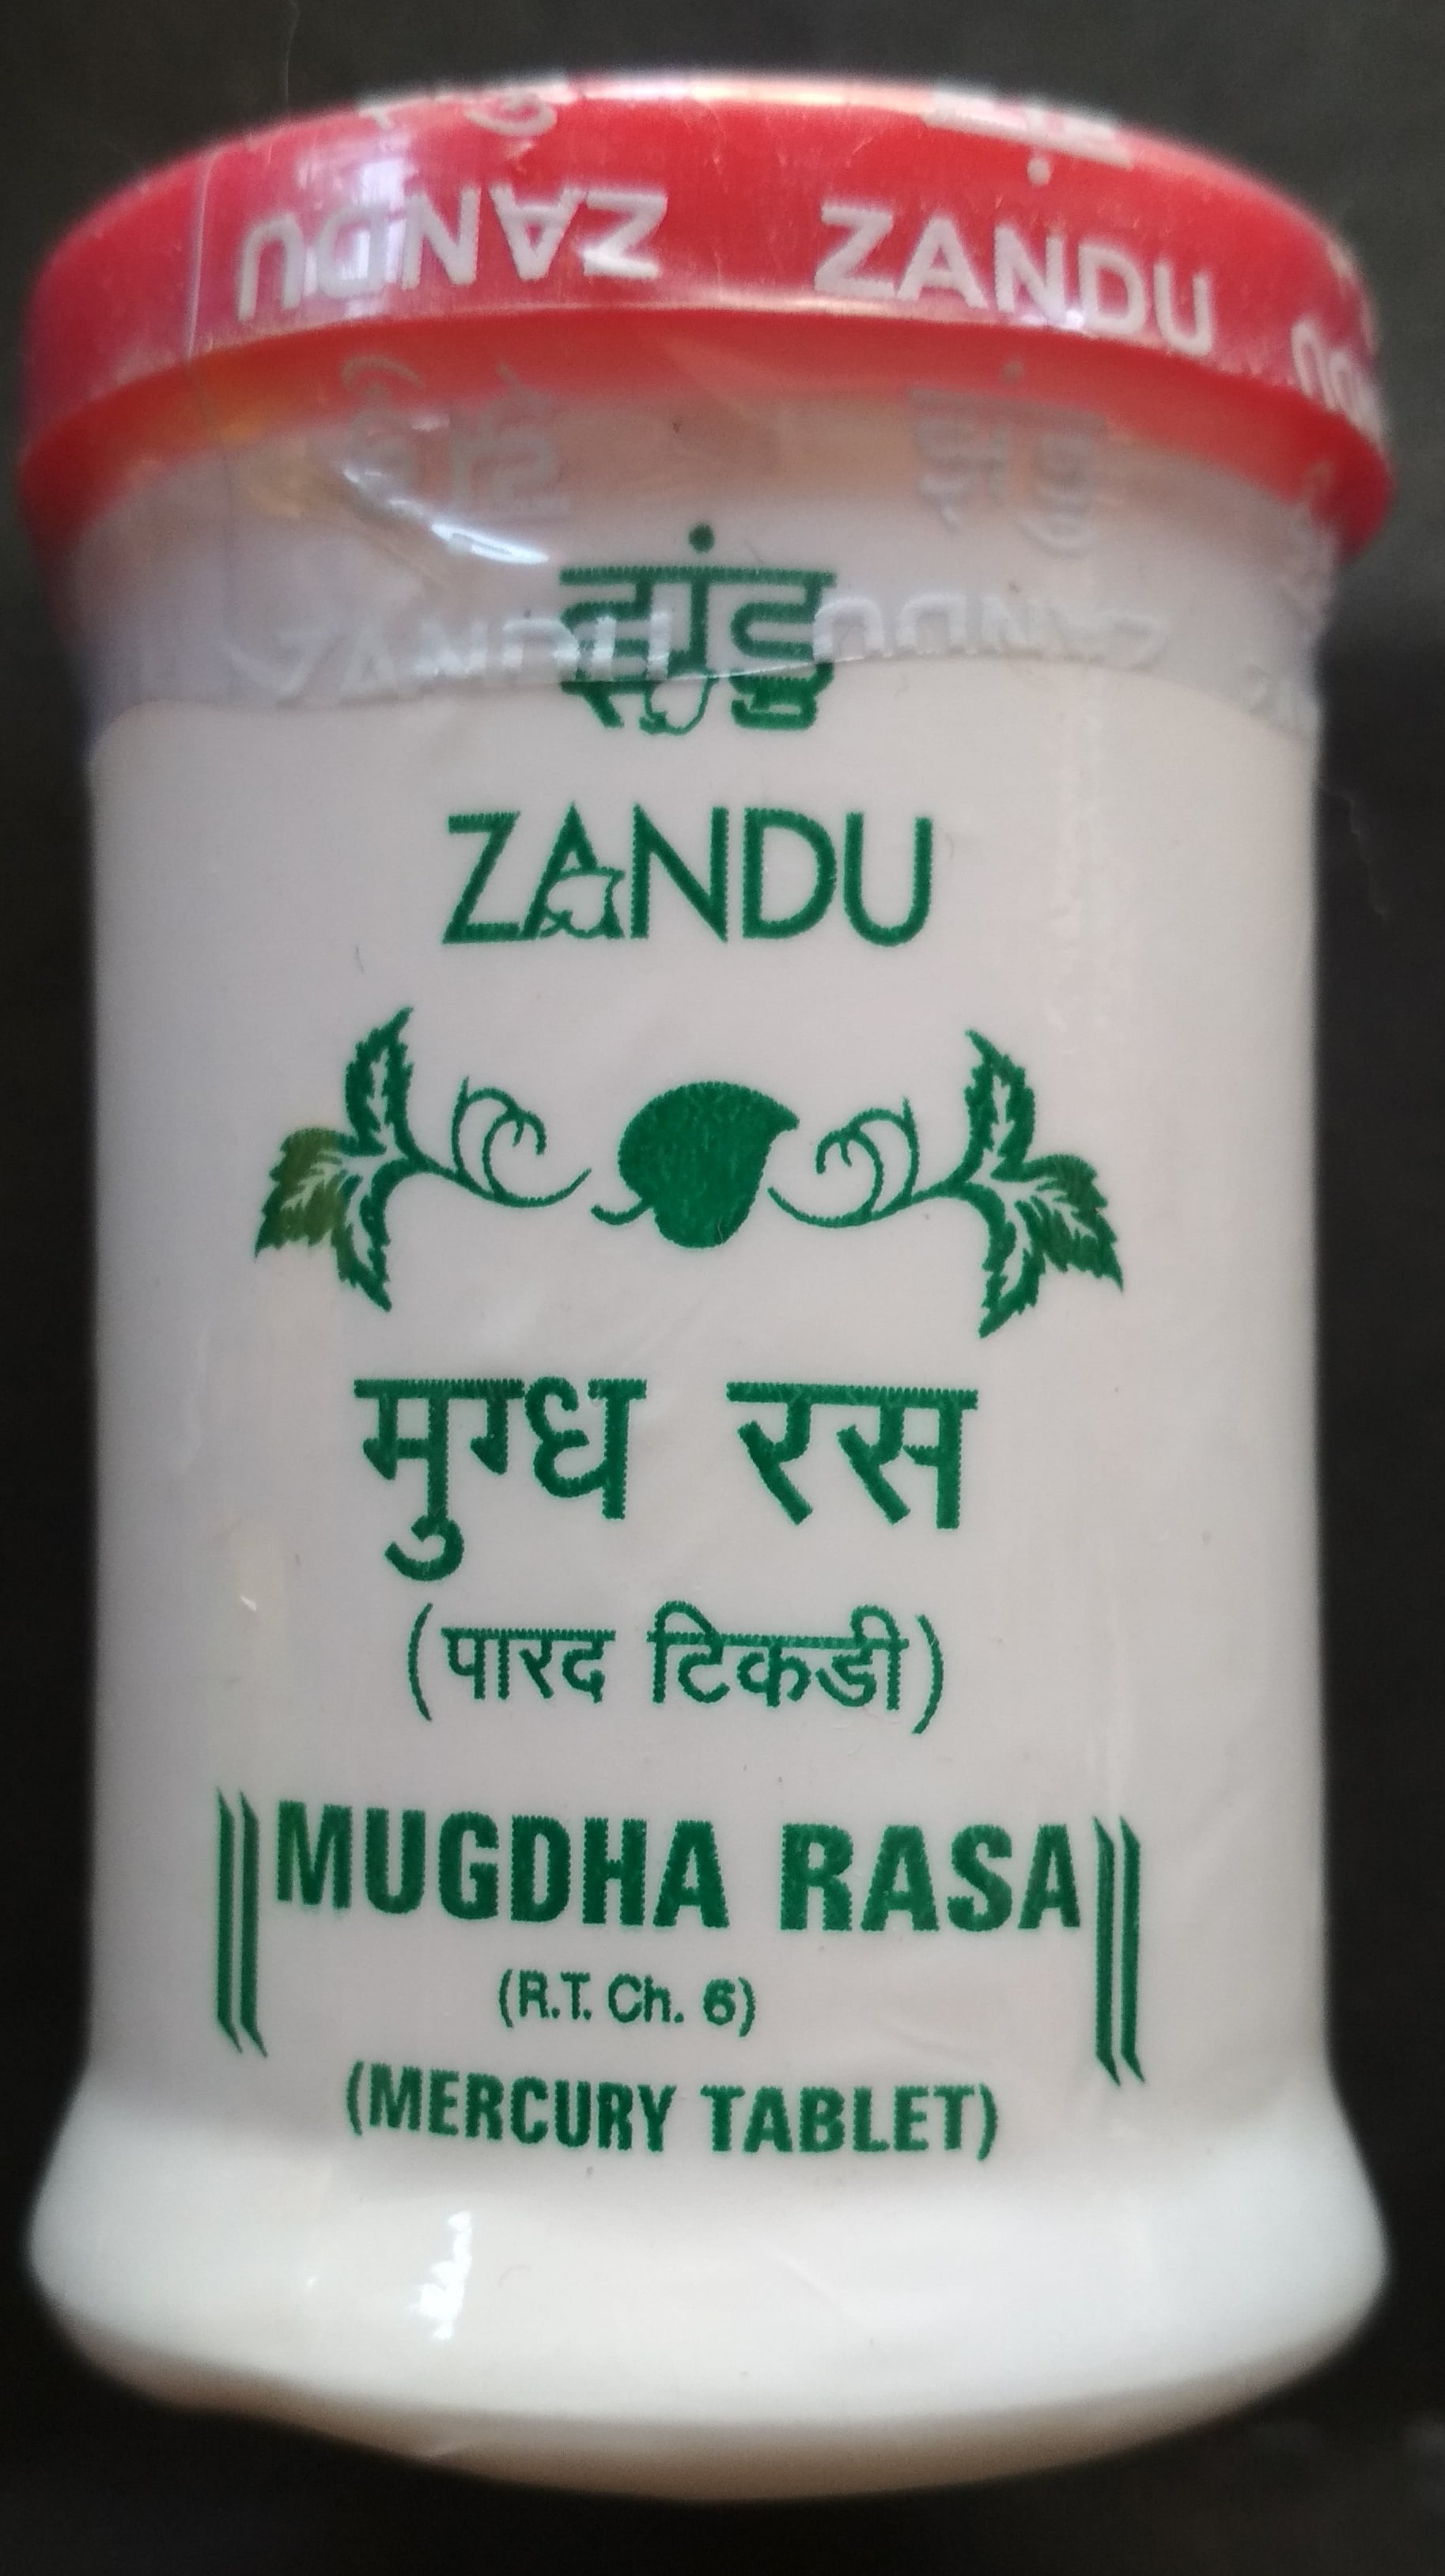 ZANDU ZANDU
झंडु
ZANDU
मुग्ध रस
(पारद टिकडी)
MUGDHA RASA
(R.T. Ch. 6)
(MERCURY TABLET)